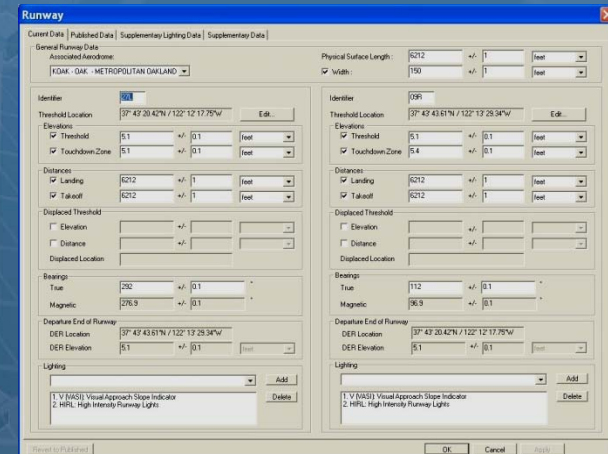 Runway
Current Data | Published Data | Supplementary Lighting Data | Supplementary Data
General Runway Data
Associated Aerodrome:
KOAK - OAK - METROPOLITAN OAKLAND
Physical Surface Length: 6212 +/- 1 feet
Width: 150 +/- 1 feet
Identifier 27L
Threshold Location 37° 43' 20.42"N / 122° 12' 17.75"W Edit...
Elevations
Threshold 5.1 +/- 0.1 feet
Touchdown Zone 5.1 +/- 0.1 feet
Distances
Landing 6212 +/- 1 feet
Takeoff 6212 +/- 1 feet
Displaced Threshold
Elevation +/-
Distance +/-
Displaced Location
Bearings
True 292 +/- 0.1 °
Magnetic 276.9 +/- 0.1 °
Departure End of Runway
DER Location 37° 43' 43.61"N / 122° 13' 29.34"W
DER Elevation 5.1 +/- 0.1 feet
Lighting
Add
1. V (VASI): Visual Approach Slope Indicator
2. HIRL: High Intensity Runway Lights
Delete
Identifier 09R
Threshold Location 37° 43' 43.61"N / 122° 13' 29.34"W Edit...
Elevations
Threshold 5.1 +/- 0.1 feet
Touchdown Zone 5.4 +/- 0.1 feet
Distances
Landing 6212 +/- 1 feet
Takeoff 6212 +/- 1 feet
Displaced Threshold
Elevation +/-
Distance +/-
Displaced Location
Bearings
True 112 +/- 0.1 °
Magnetic 96.9 +/- 0.1 °
Departure End of Runway
DER Location 37° 43' 20.42"N / 122° 12' 17.75"W
DER Elevation 5.1 +/- 0.1 feet
Lighting
Add
1. V (VASI): Visual Approach Slope Indicator
2. HIRL: High Intensity Runway Lights
Delete
Revert to Published OK Cancel Apply